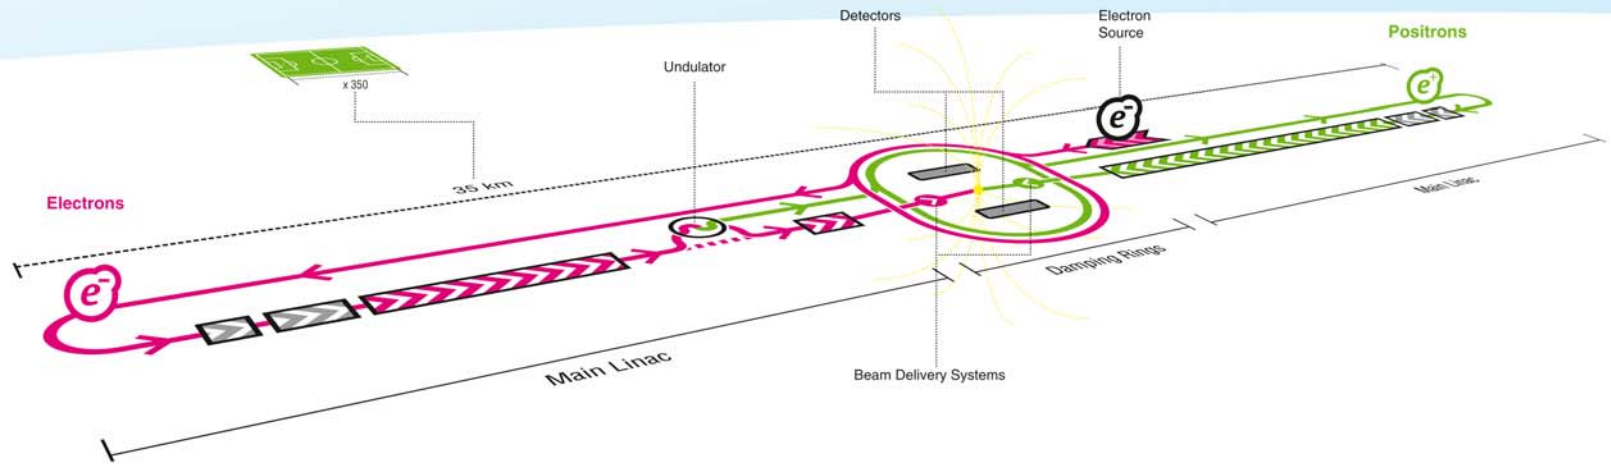 Detectors
Electron
Source
Positrons
Undulator
x 350
e+
e-
35 km
Electrons
Main Linac
Damping Rings
e-
Main Linac
Beam Delivery Systems